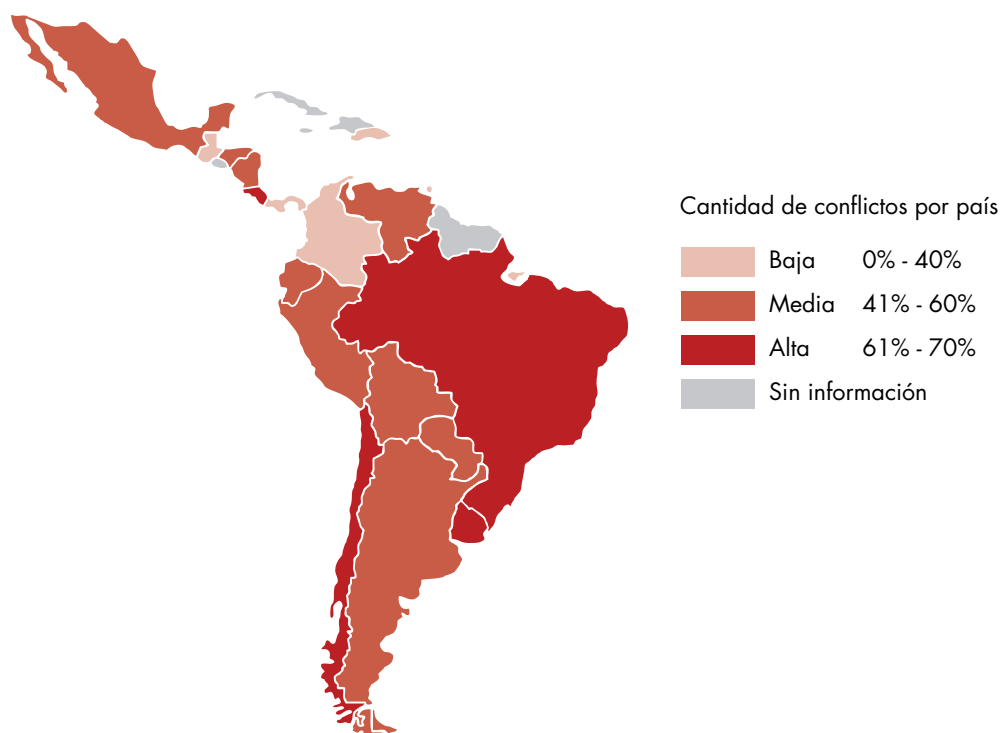 Cantidad de conflictos por país
Baja 0% - 40%
Media 41% - 60%
Alta 61% - 70%
Sin información